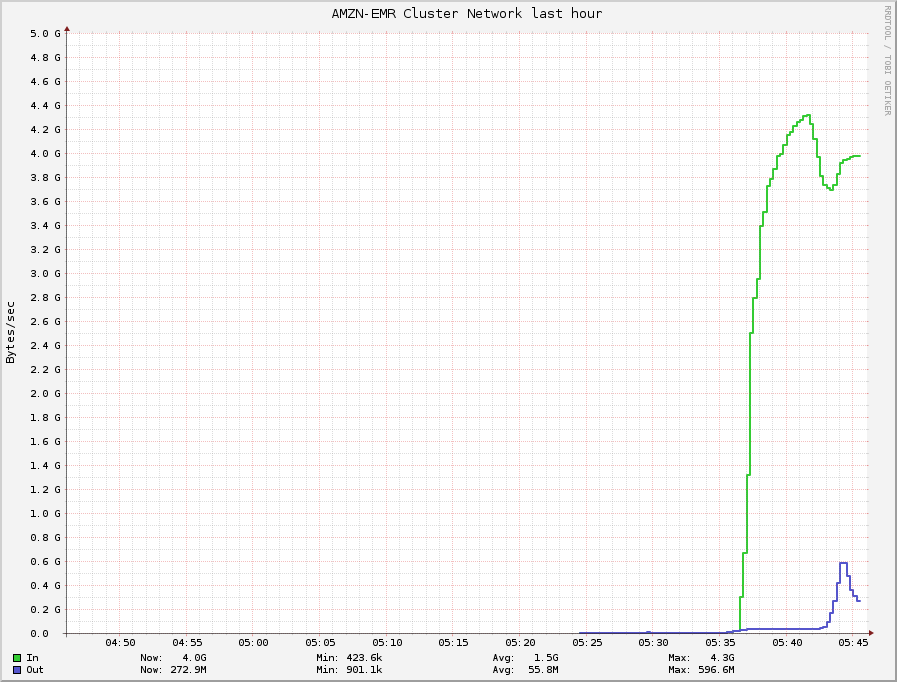 AMZN-EMR Cluster Network last hour
RRDTOOL / TOBI OETIKER
Bytes/sec
5.0 G
4.8 G
4.6 G
4.4 G
4.2 G
4.0 G
3.8 G
3.6 G
3.4 G
3.2 G
3.0 G
2.8 G
2.6 G
2.4 G
2.2 G
2.0 G
1.8 G
1.6 G
1.4 G
1.2 G
1.0 G
0.8 G
0.6 G
0.4 G
0.2 G
0.0
04:50 04:55 05:00 05:05 05:10 05:15 05:20 05:25 05:30 05:35 05:40 05:45
In Now: 4.0G Min: 423.6k Avg: 1.5G Max: 4.3G
Out Now: 272.9M Min: 901.1k Avg: 55.8M Max: 596.6M